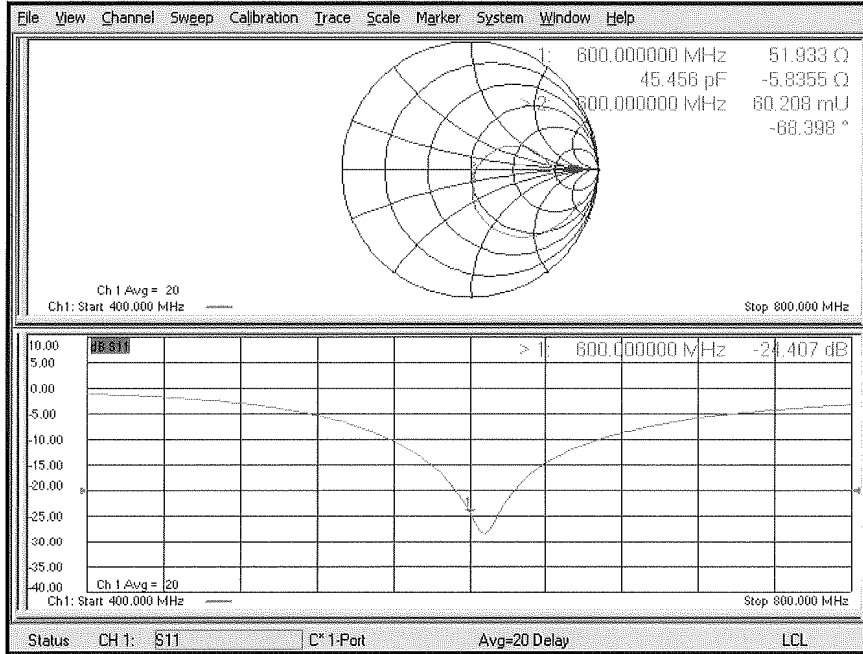 File View Channel Sweep Calibration Trace Scale Marker System Window Help
1: 600.000000 MHz 51.933 Ω
45.456 pF -5.8355 Ω
> 2: 600.000000 MHz 60.208 mU
-68.398 °
Ch 1 Avg = 20
Ch1: Start 400.000 MHz
Stop 800.000 MHz
10.00
dB S11
> 1: 600.000000 MHz -24.407 dB
5.00
0.00
-5.00
-10.00
-15.00
-20.00
1
-25.00
-30.00
-35.00
-40.00
Ch 1 Avg = 20
Ch1: Start 400.000 MHz
Stop 800.000 MHz
Status CH 1: S11 C* 1-Port Avg=20 Delay LCL